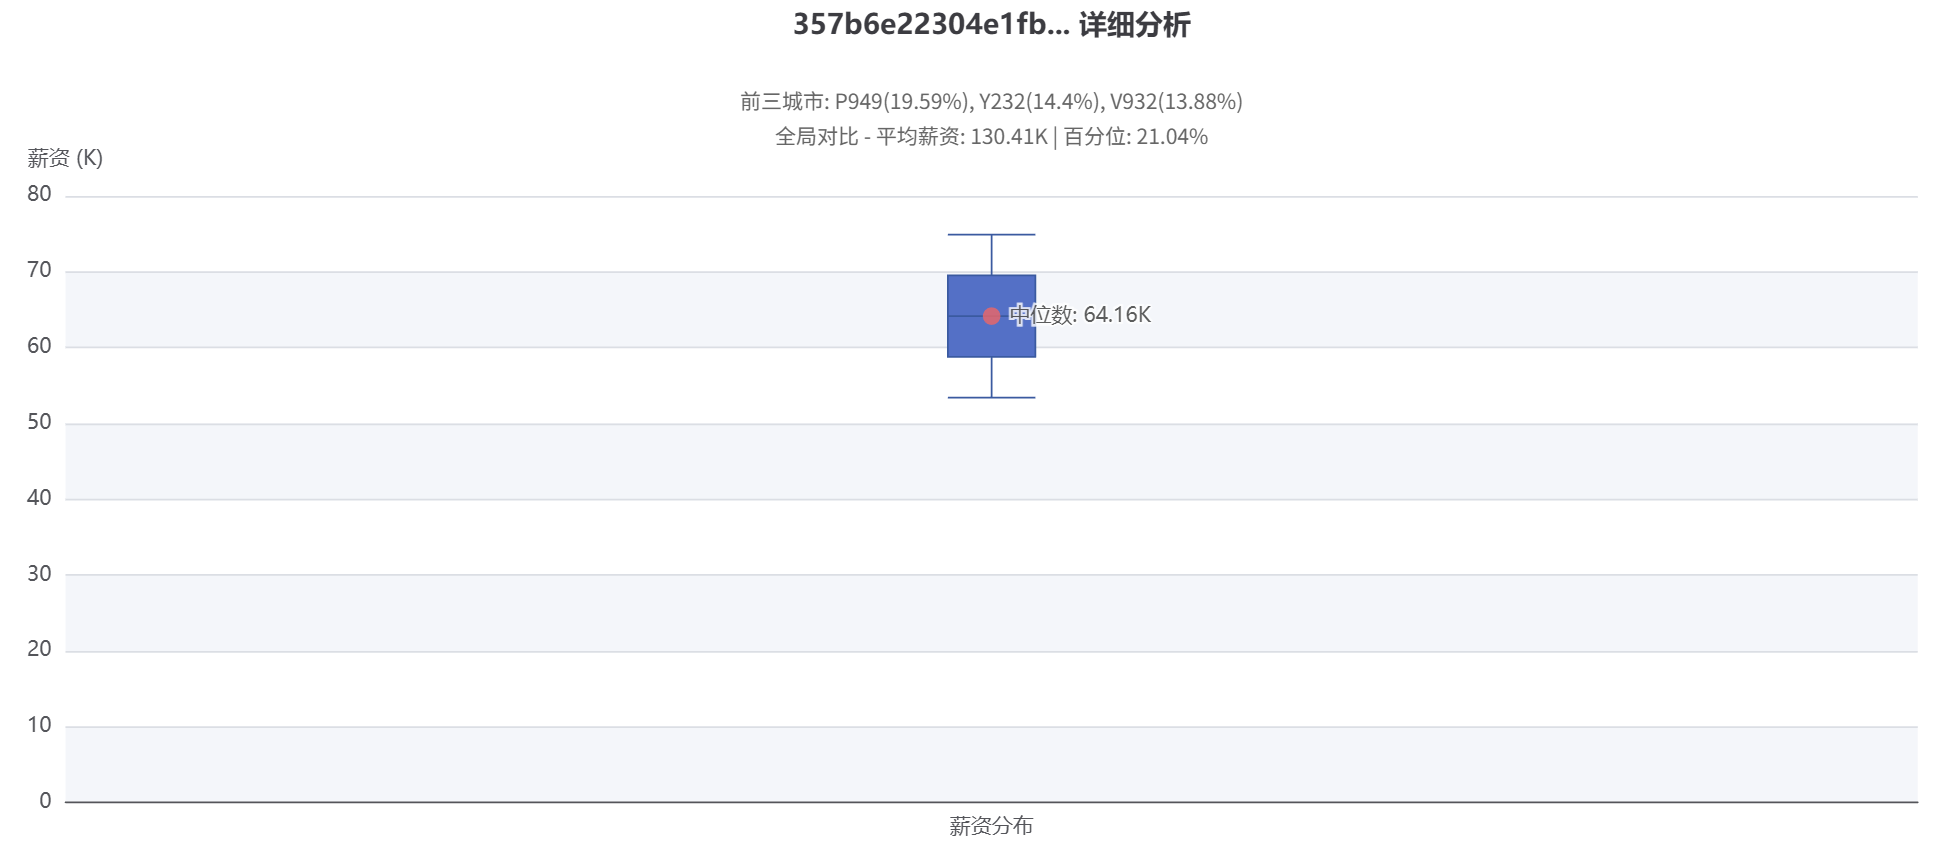 357b6e22304e1fb... 详细分析
前三城市: P949(19.59%), Y232(14.4%), V932(13.88%)
全局对比 - 平均薪资: 130.41K | 百分位: 21.04%
薪资 (K)
80
70
中位数: 64.16K
60
50
40
30
20
10
0
薪资分布